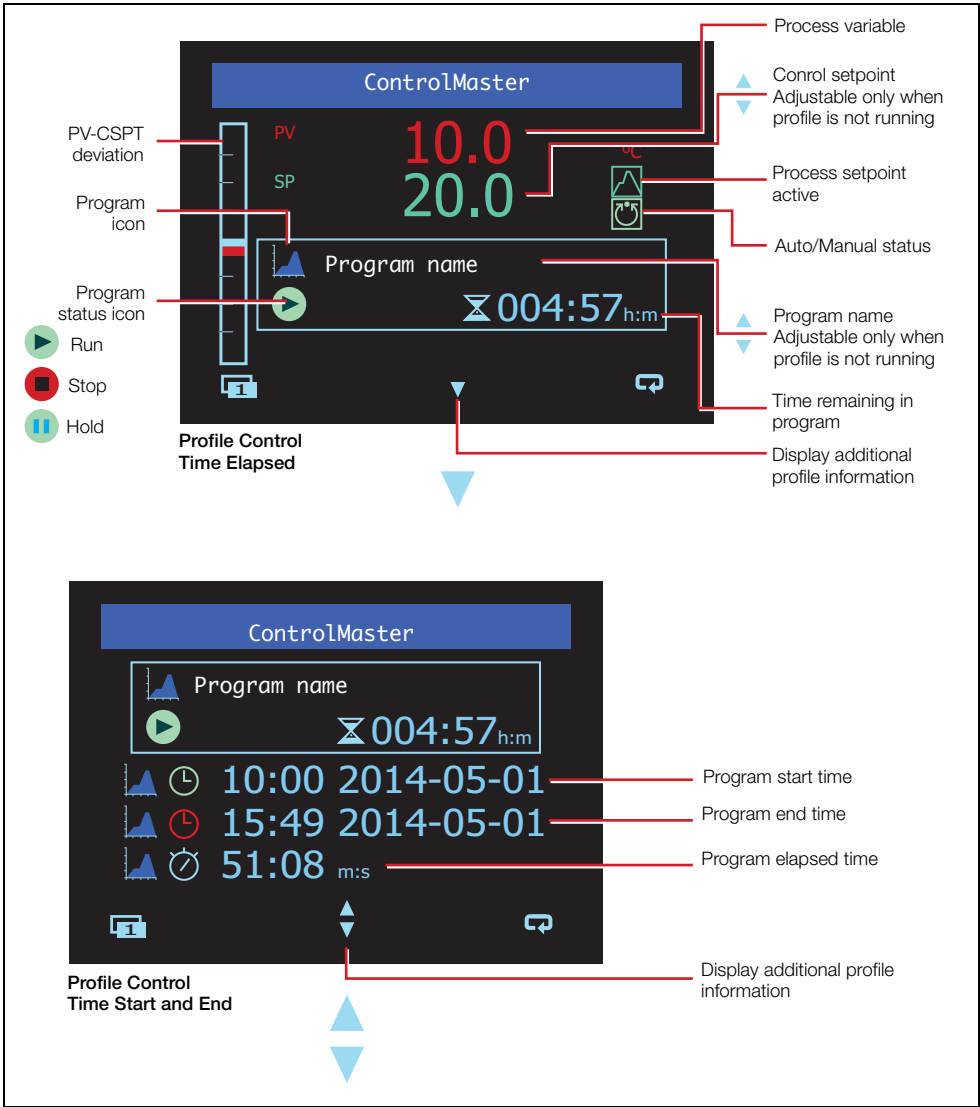 Process variable
ControlMaster
Conrol setpoint
Adjustable only when
profile is not running
PV-CSPT
deviation
PV
10.0
°C
SP
20.0
Process setpoint
active
Program
icon
Auto/Manual status
Program name
Program
status icon
004:57 h:m
Program name
Adjustable only when
profile is not running
Run
Stop
Hold
1
Time remaining in
program
Profile Control
Time Elapsed
Display additional
profile information
ControlMaster
Program name
004:57 h:m
10:00 2014-05-01
Program start time
15:49 2014-05-01
Program end time
51:08 m:s
Program elapsed time
1
Display additional profile
information
Profile Control
Time Start and End